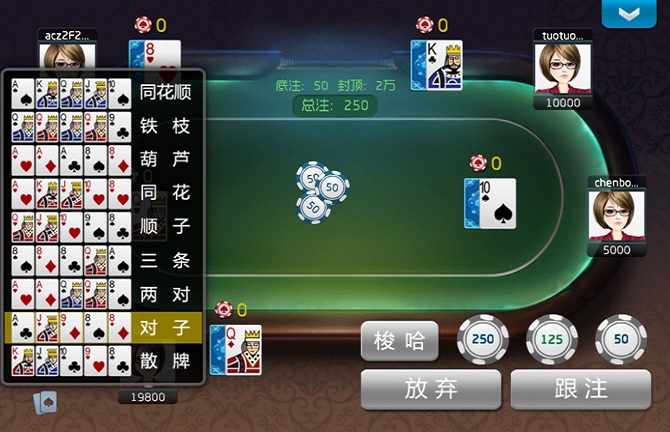 acz2F2...
0
0
tuotuo...
10000
底注：50 封顶：2万
总注：250
同花顺
铁枝
葫芦
同花
顺子
三条
两对
对子
散牌
50
50
50
0
chenbo...
5000
0
梭哈
250
125
50
放弃
跟注
19800